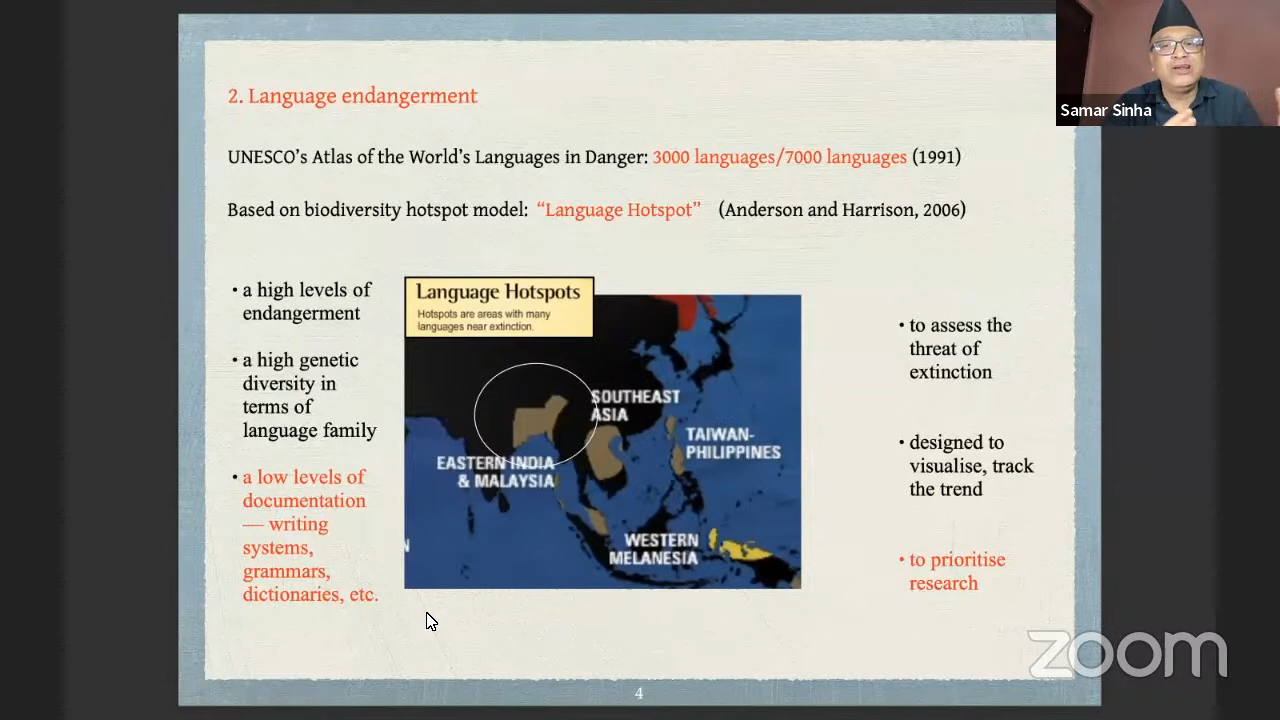 2. Language endangerment
UNESCO's Atlas of the World's Languages in Danger: 3000 languages/7000 languages (1991)
Based on biodiversity hotspot model: “Language Hotspot” (Anderson and Harrison, 2006)
• a high levels of
endangerment
• a high genetic
diversity in
terms of
language family
• a low levels of
documentation
— writing
systems,
grammars,
dictionaries, etc.
Language Hotspots
Hotspots are areas with many
languages near extinction.
SOUTHEAST
ASIA
TAIWAN-
PHILIPPINES
EASTERN INDIA
& MALAYSIA
WESTERN
MELANESIA
N
• to assess the
threat of
extinction
• designed to
visualise, track
the trend
• to prioritise
research
4
Samar Sinha
zoom